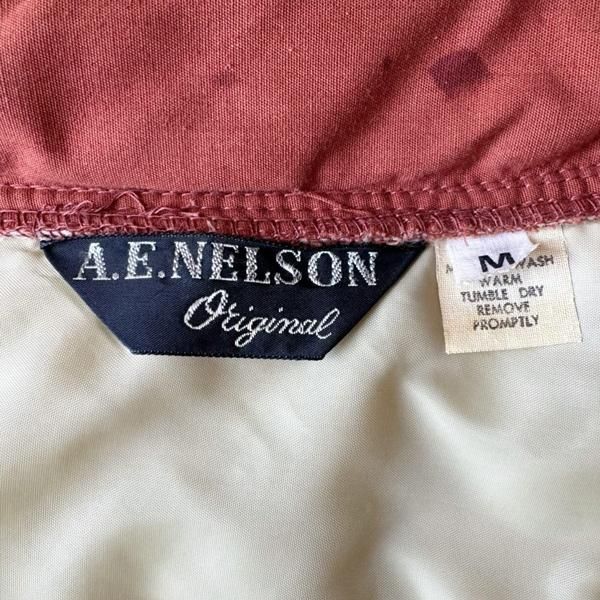 A.E.NELSON
Original
M
WASH
WARM
TUMBLE DRY
REMOVE
PROMPTLY